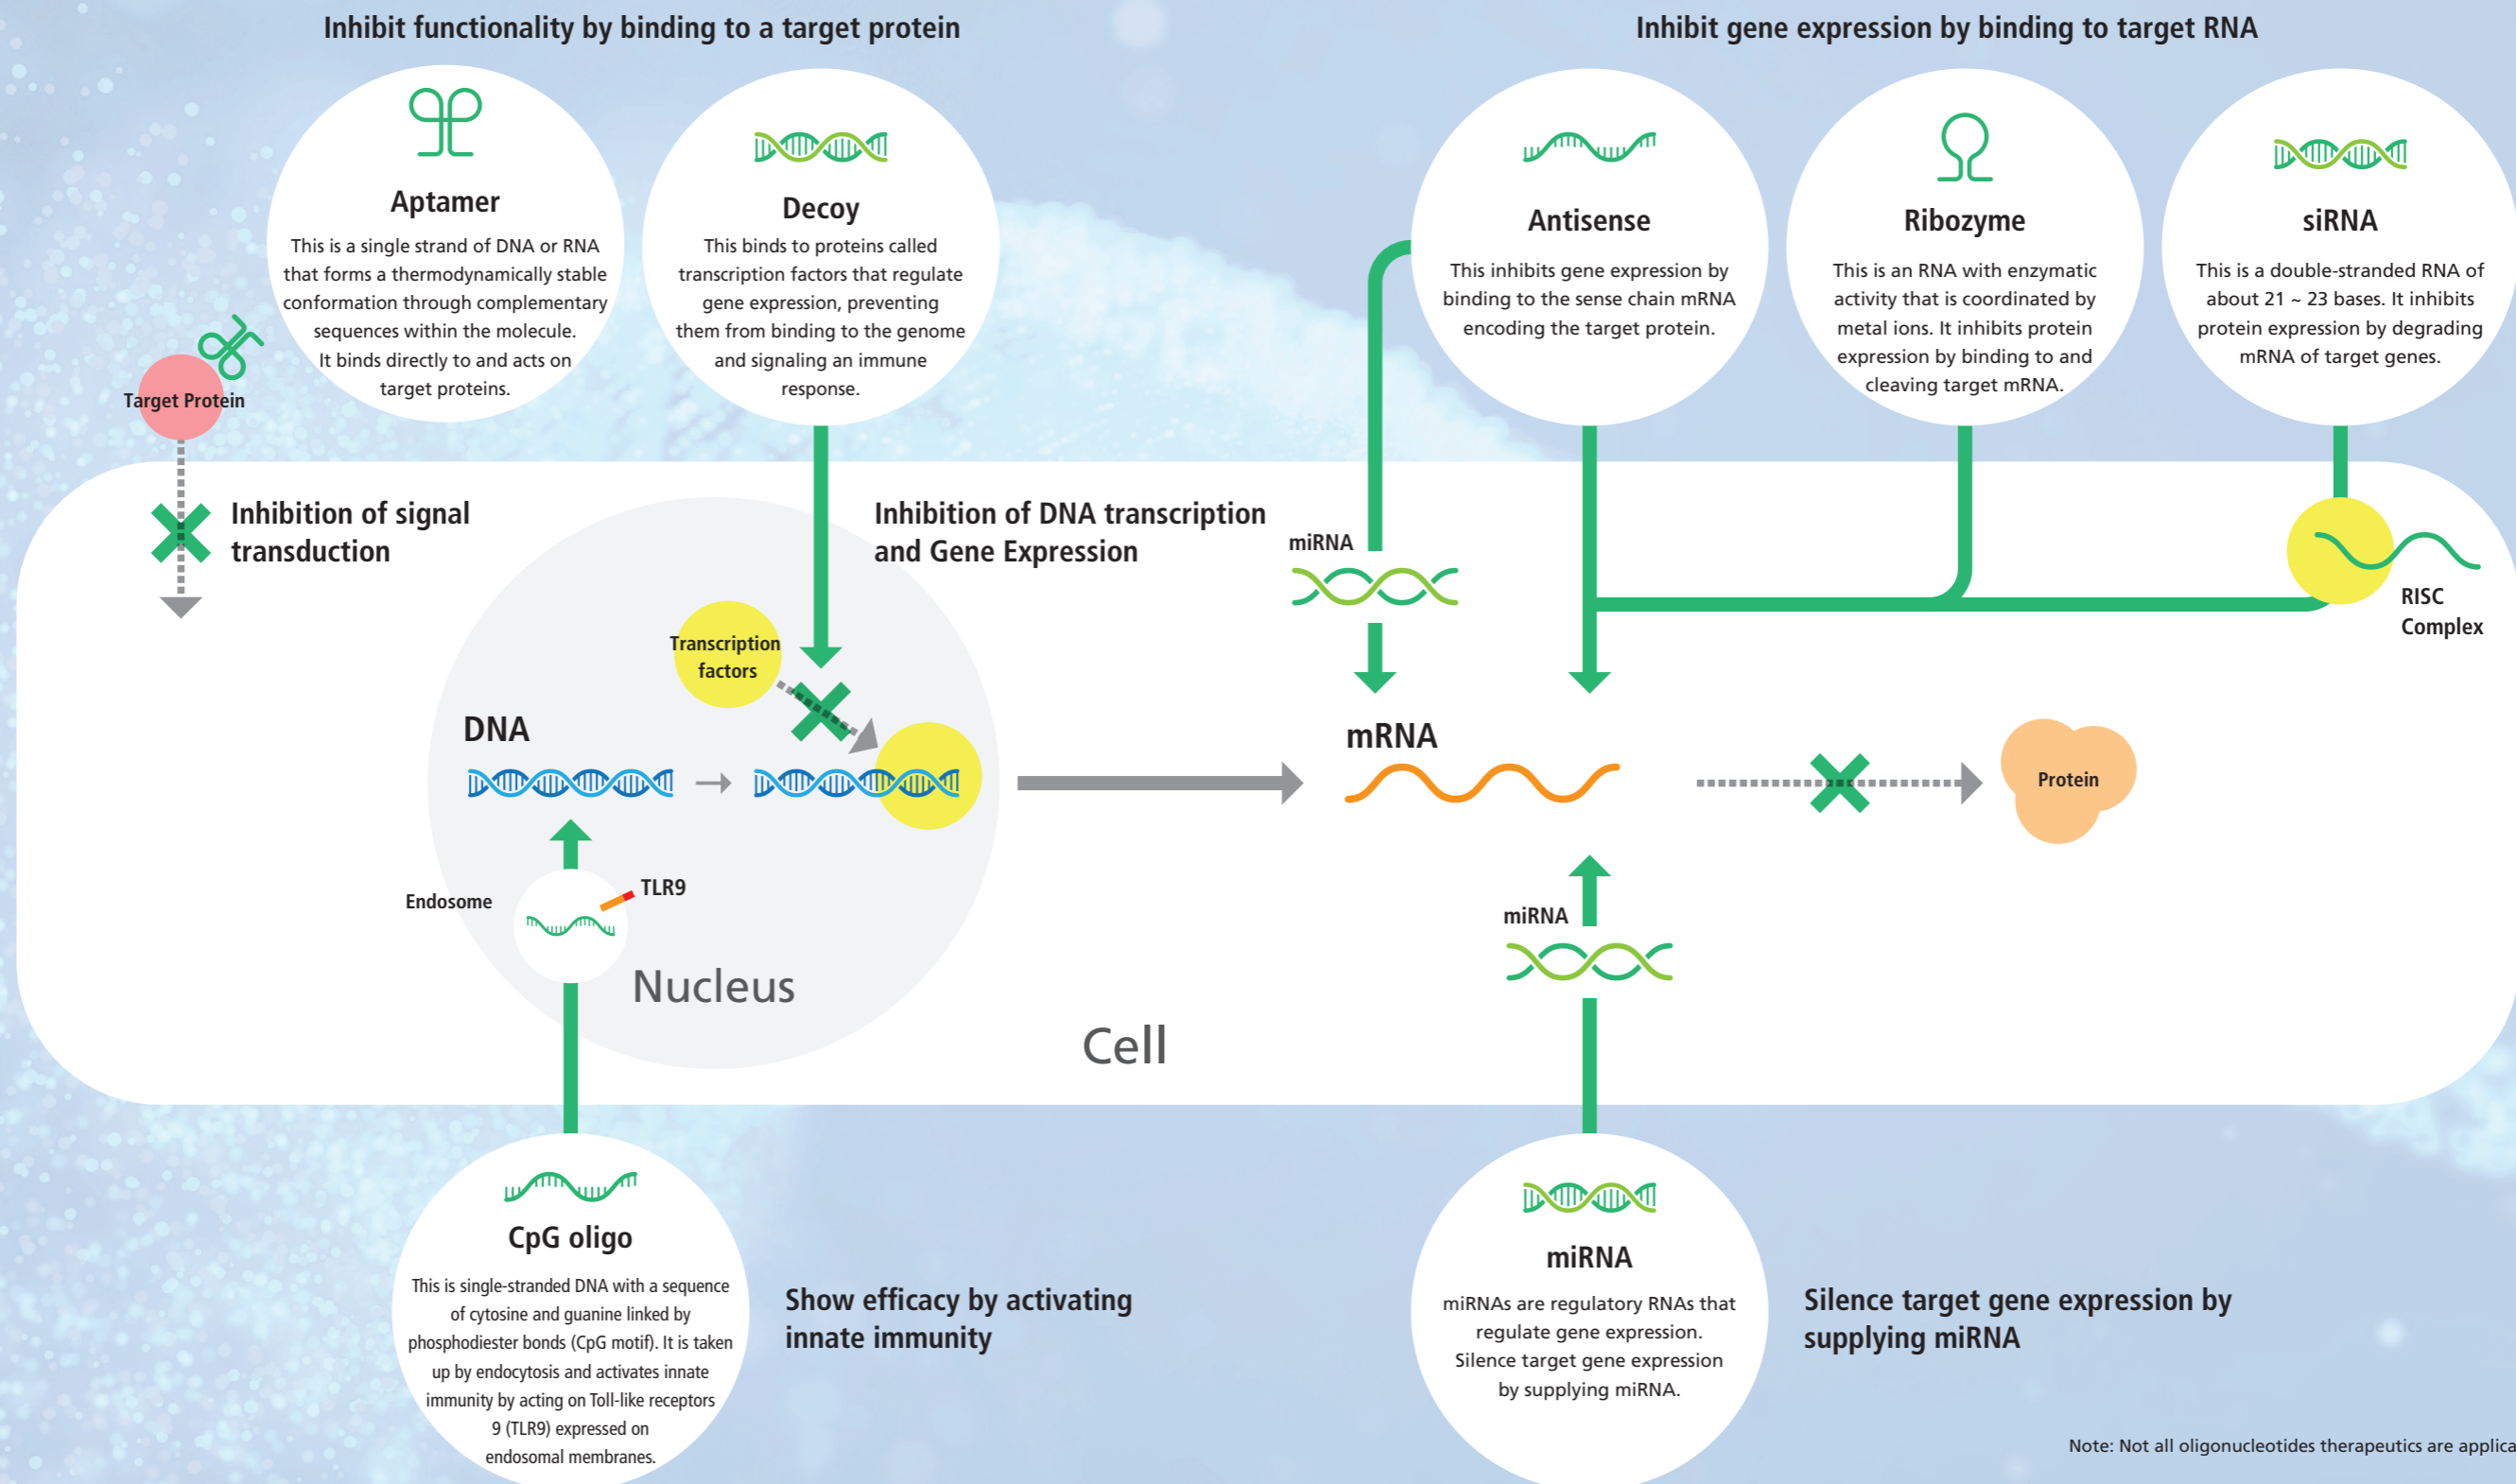 Inhibit functionality by binding to a target protein
Inhibit gene expression by binding to target RNA
Aptamer
This is a single strand of DNA or RNA
that forms a thermodynamically stable
conformation through complementary
sequences within the molecule.
It binds directly to and acts on
target proteins.
Decoy
This binds to proteins called
transcription factors that regulate
gene expression, preventing
them from binding to the genome
and signaling an immune
response.
Antisense
This inhibits gene expression by
binding to the sense chain mRNA
encoding the target protein.
Ribozyme
This is an RNA with enzymatic
activity that is coordinated by
metal ions. It inhibits protein
expression by binding to and
cleaving target mRNA.
siRNA
This is a double-stranded RNA of
about 21 ~ 23 bases. It inhibits
protein expression by degrading
mRNA of target genes.
Target Protein
Inhibition of signal
transduction
Inhibition of DNA transcription
and Gene Expression
miRNA
RISC
Complex
Transcription
factors
DNA
mRNA
Protein
Endosome
TLR9
miRNA
Nucleus
Cell
CpG oligo
This is single-stranded DNA with a sequence
of cytosine and guanine linked by
phosphodiester bonds (CpG motif). It is taken
up by endocytosis and activates innate
immunity by acting on Toll-like receptors
9 (TLR9) expressed on
endosomal membranes.
Show efficacy by activating
innate immunity
miRNA
miRNAs are regulatory RNAs that
regulate gene expression.
Silence target gene expression
by supplying miRNA.
Silence target gene expression by
supplying miRNA
Note: Not all oligonucleotides therapeutics are